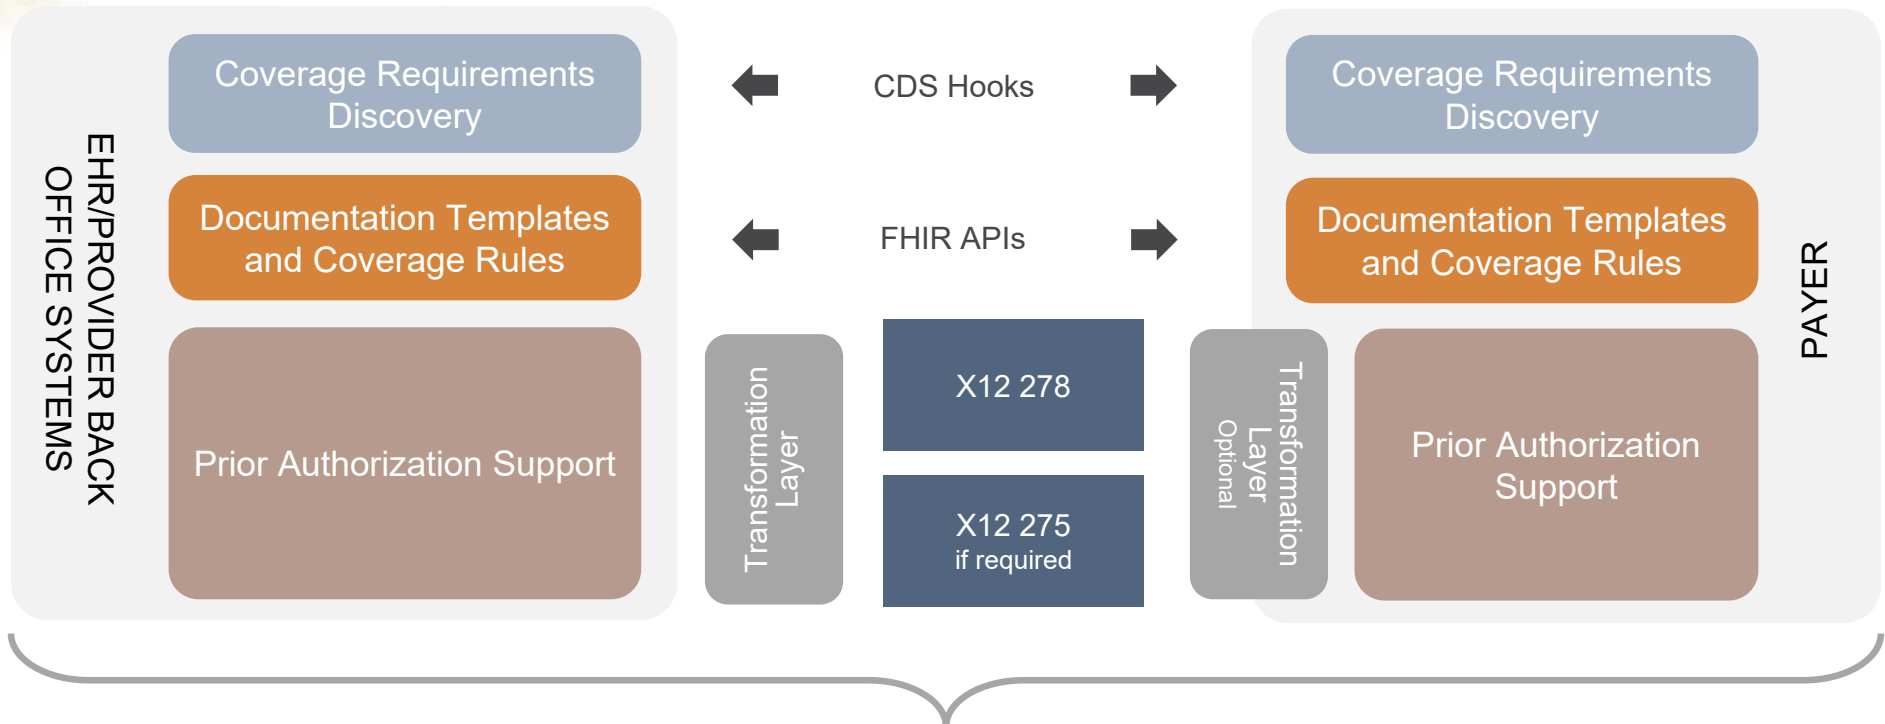 EHR/PROVIDER BACK
OFFICE SYSTEMS
Coverage Requirements
Discovery
Documentation Templates
and Coverage Rules
Prior Authorization Support
CDS Hooks
FHIR APIs
Transformation
Layer
X12 278
X12 275
if required
Transformation
Layer
Optional
Coverage Requirements
Discovery
Documentation Templates
and Coverage Rules
Prior Authorization
Support
PAYER